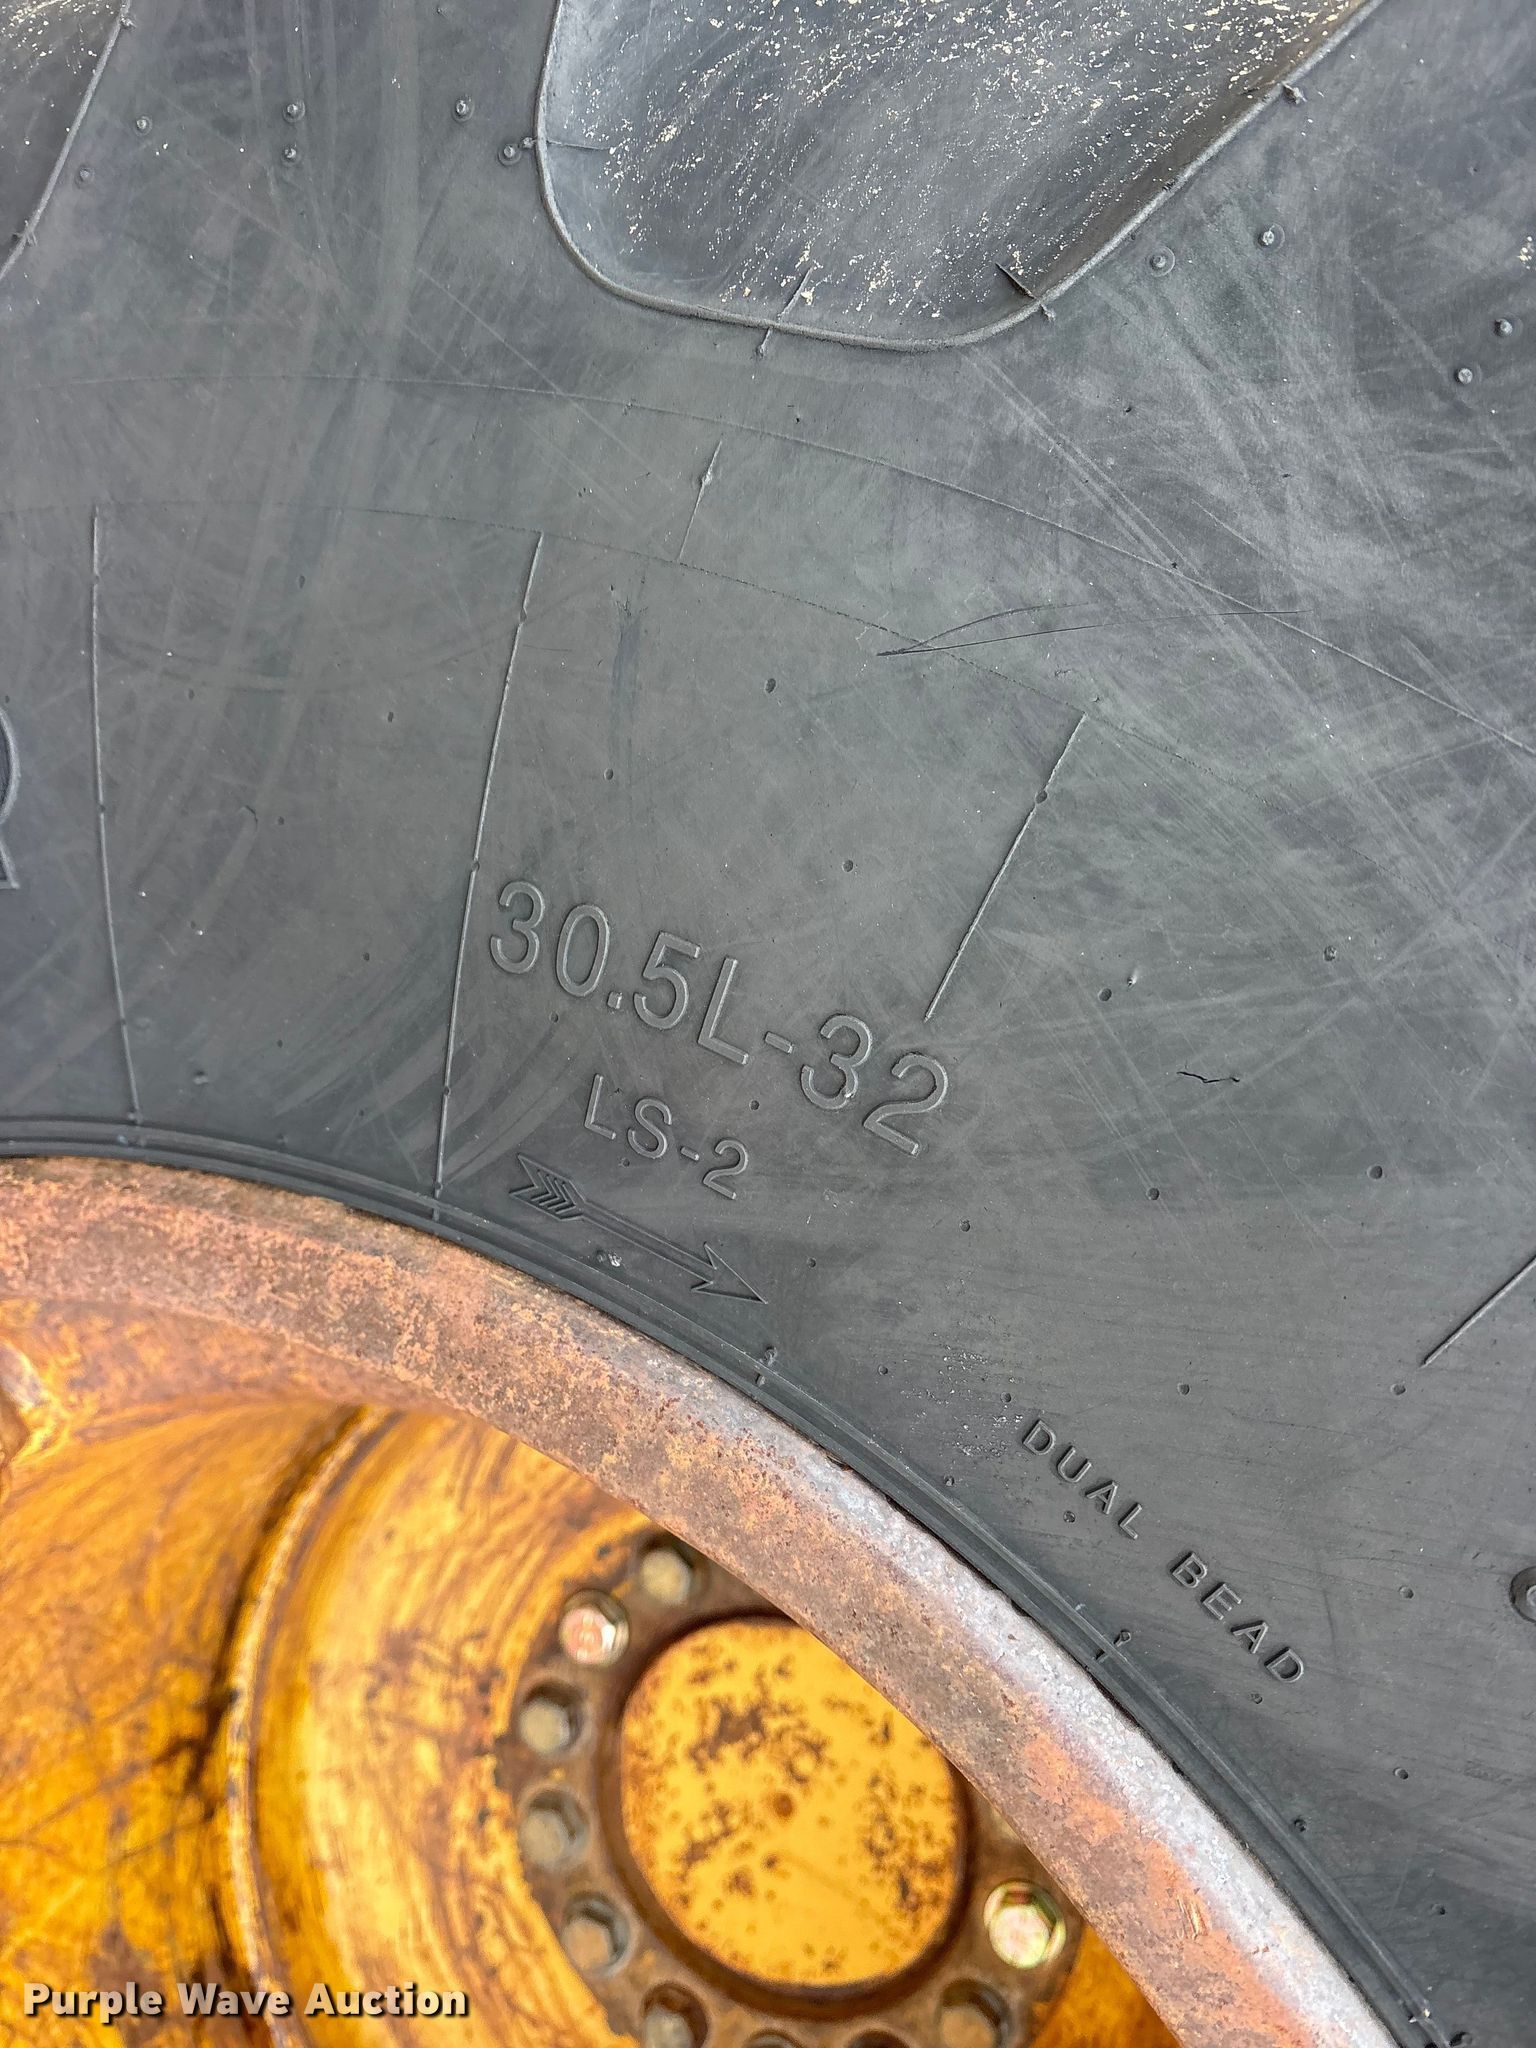 30.5L-32
LS-2
DUAL BEAD
Purple Wave Auction